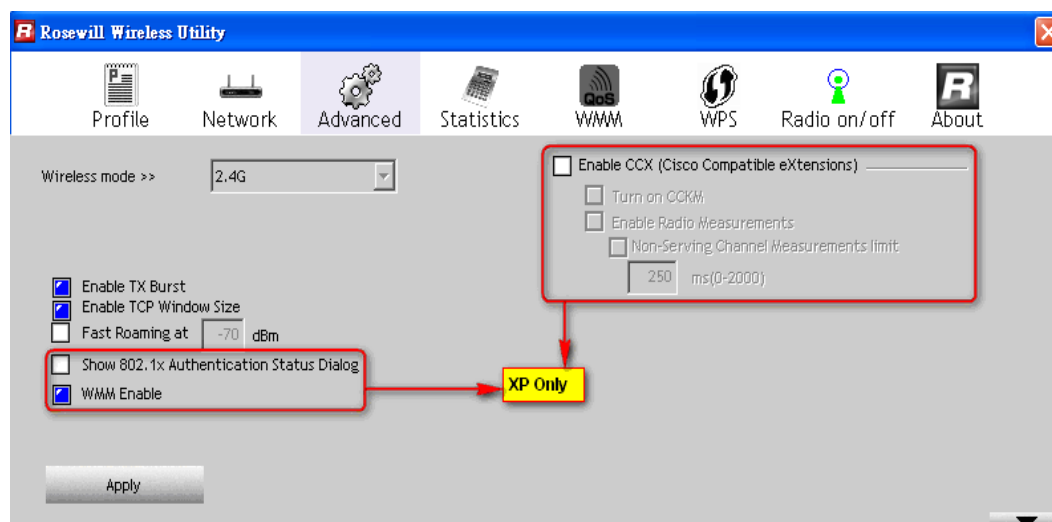 R Rosewill Wireless Utility
Profile Network Advanced Statistics WMM WPS Radio on/off About
P=
QoS
R
Wireless mode >> 2.4G
Enable CCX (Cisco Compatible eXtensions)
Turn on CCKM
Enable Radio Measurements
Non-Serving Channel Measurements limit
250 ms(0-2000)
Enable TX Burst
Enable TCP Window Size
Fast Roaming at -70 dBm
Show 802.1x Authentication Status Dialog
WMM Enable
XP Only
Apply